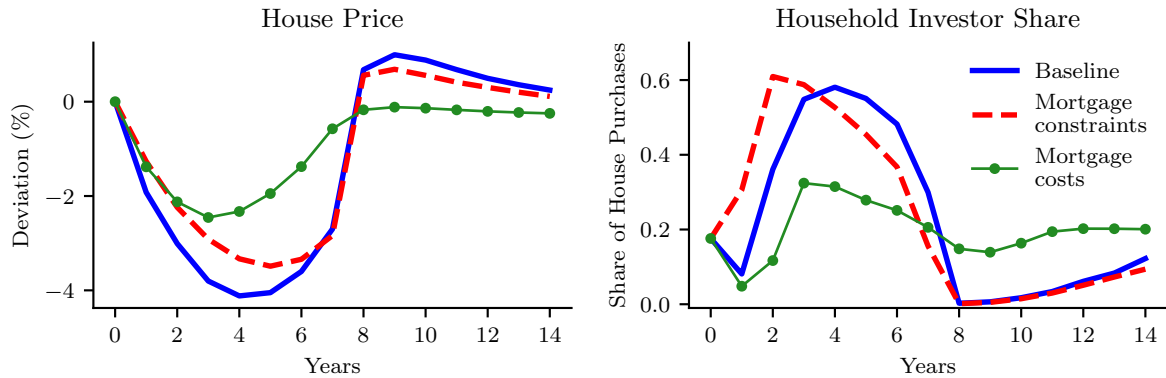 House Price
Deviation (%)
0
−2
−4
0 2 4 6 8 10 12 14
Years
Household Investor Share
Share of House Purchases
0.6
0.4
0.2
0.0
Baseline
Mortgage
constraints
Mortgage
costs
0 2 4 6 8 10 12 14
Years